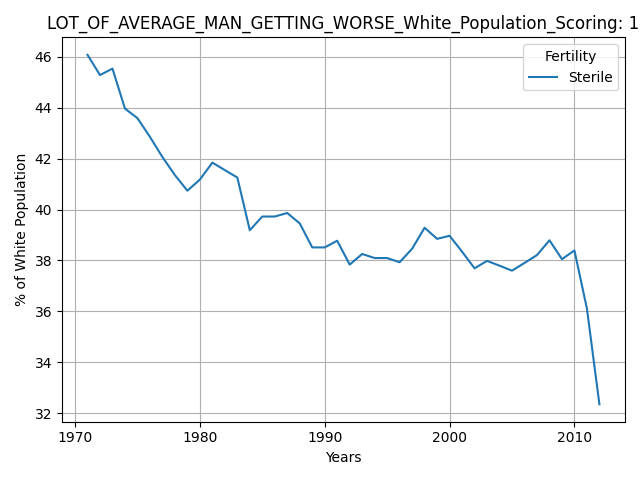 LOT_OF_AVERAGE_MAN_GETTING_WORSE_White_Population_Scoring: 1
Fertility
Sterile
46
44
42
40
38
36
34
32
% of White Population
1970 1980 1990 2000 2010
Years